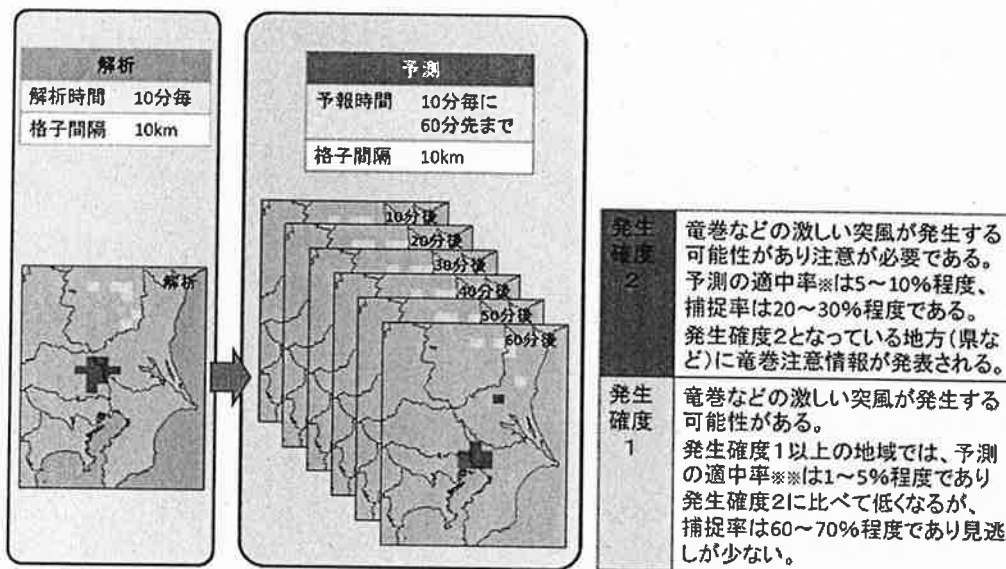 解析
解析時間 10分毎
格子間隔 10km
解析
予測
予報時間 10分毎に
60分先まで
格子間隔 10km
10分後
20分後
30分後
40分後
50分後
60分後
発生
確度
2
竜巻などの激しい突風が発生する
可能性があり注意が必要である。
予測の適中率※は5~10%程度、
捕捉率は20~30%程度である。
発生確度2となっている地方(県な
ど)に竜巻注意情報が発表される。
発生
確度
1
竜巻などの激しい突風が発生する
可能性がある。
発生確度1以上の地域では、予測
の適中率※※は1~5%程度であり
発生確度2に比べて低くなるが、
捕捉率は60~70%程度であり見逃
しが少ない。